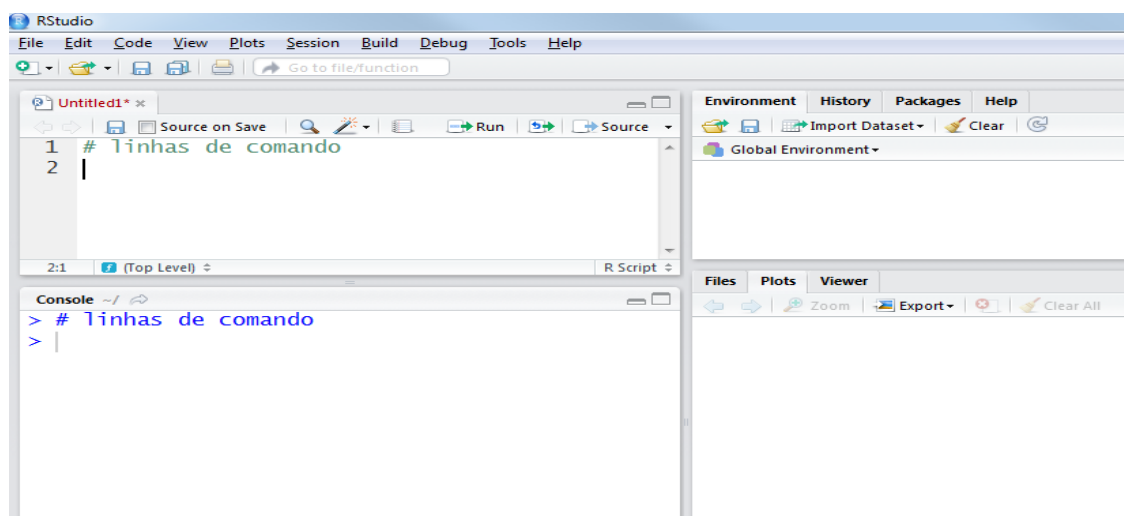 RStudio
File Edit Code View Plots Session Build Debug Tools Help
Go to file/function
Untitled1* ×
Source on Save Run Source
1 # linhas de comando
2
2:1 (Top Level) R Script
Console ~/
> # linhas de comando
>
Environment History Packages Help
Import Dataset Clear
Global Environment
Files Plots Viewer
Zoom Export Clear All